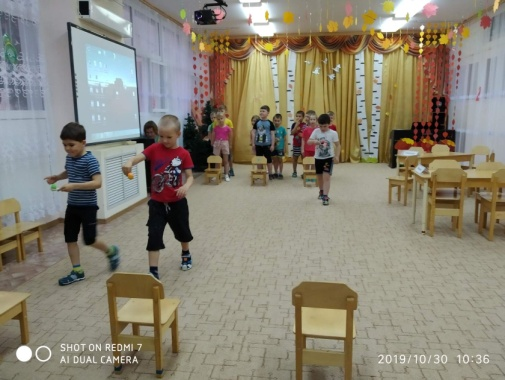 SHOT ON REDMI 7
AI DUAL CAMERA
2019/10/30 10:36